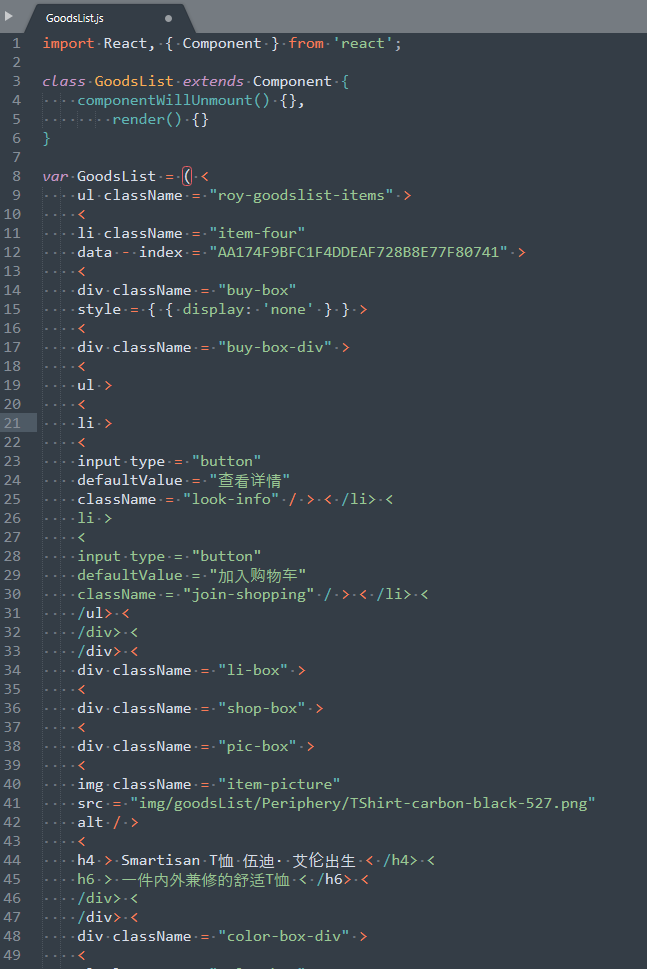 GoodsList.js
1 import React, { Component } from 'react';
2
3 class GoodsList extends Component {
4 componentWillUnmount() {},
5 render() {}
6 }
7
8 var GoodsList = ( <
9 ul className = "roy-goodslist-items" >
10 <
11 li className = "item-four"
12 data - index = "AA174F9BFC1F4DDEAF728B8E77F80741" >
13 <
14 div className = "buy-box"
15 style = { { display: 'none' } } >
16 <
17 div className = "buy-box-div" >
18 <
19 ul >
20 <
21 li >
22 <
23 input type = "button"
24 defaultValue = "查看详情"
25 className = "look-info" / > < /li> <
26 li >
27 <
28 input type = "button"
29 defaultValue = "加入购物车"
30 className = "join-shopping" / > < /li> <
31 /ul> <
32 /div> <
33 /div> <
34 div className = "li-box" >
35 <
36 div className = "shop-box" >
37 <
38 div className = "pic-box" >
39 <
40 img className = "item-picture"
41 src = "img/goodsList/Periphery/TShirt-carbon-black-527.png"
42 alt / >
43 <
44 h4 > Smartisan T恤 伍迪· 艾伦出生 < /h4> <
45 h6 > 一件内外兼修的舒适T恤 < /h6> <
46 /div> <
47 /div> <
48 div className = "color-box-div" >
49 <